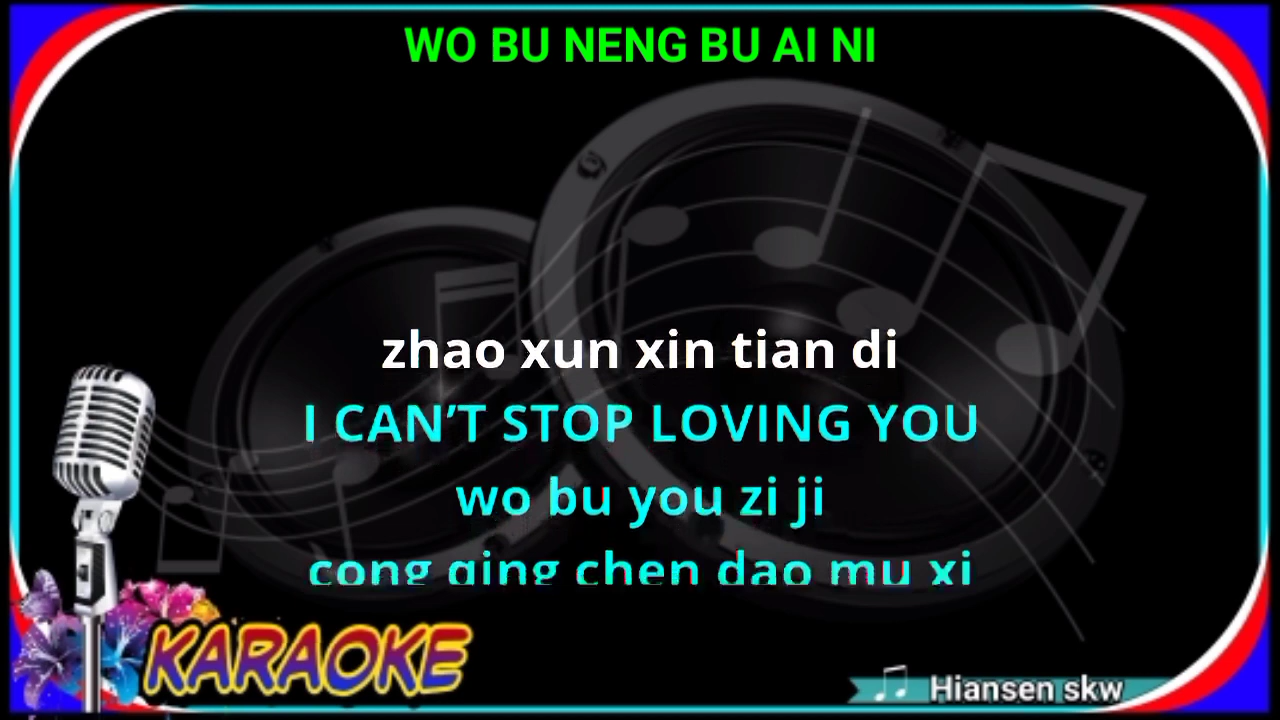 WO BU NENG BU AI NI
zhao xun xin tian di
I CAN’T STOP LOVING YOU
wo bu you zi ji
cong qing chen dao mu xi
KARAOKE
Hiansen skw